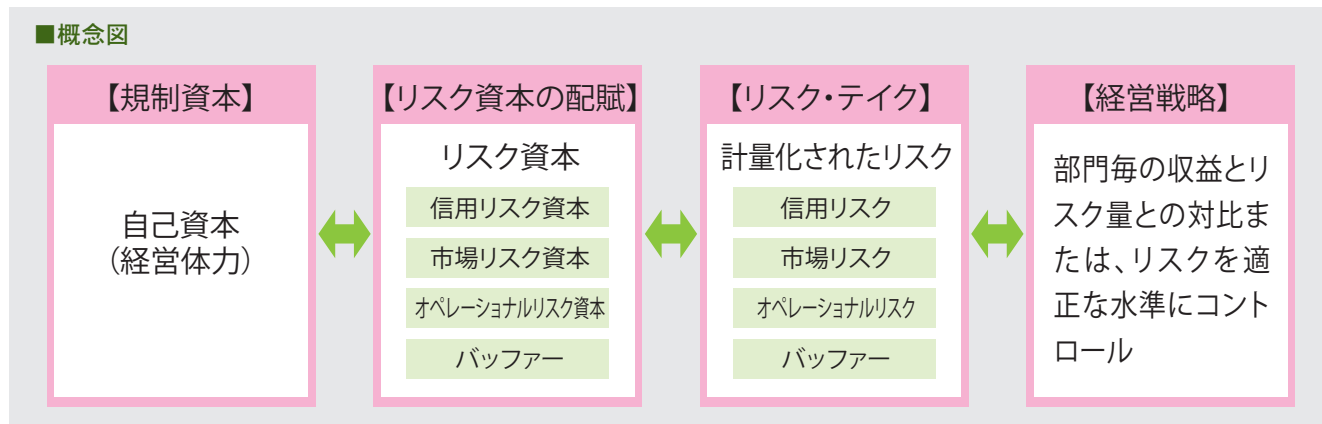 ■概念図
【規制資本】
自己資本
（経営体力）
【リスク資本の配賦】
リスク資本
信用リスク資本
市場リスク資本
オペレーショナルリスク資本
バッファー
【リスク・テイク】
計量化されたリスク
信用リスク
市場リスク
オペレーショナルリスク
バッファー
【経営戦略】
部門毎の収益とリ
スク量との対比ま
たは、リスクを適
正な水準にコント
ロール